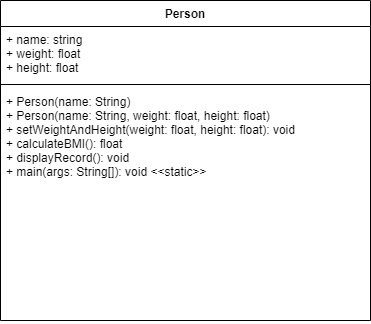 Person
+ name: string
+ weight: float
+ height: float
+ Person(name: String)
+ Person(name: String, weight: float, height: float)
+ setWeightAndHeight(weight: float, height: float): void
+ calculateBMI(): float
+ displayRecord(): void
+ main(args: String[]): void <<static>>